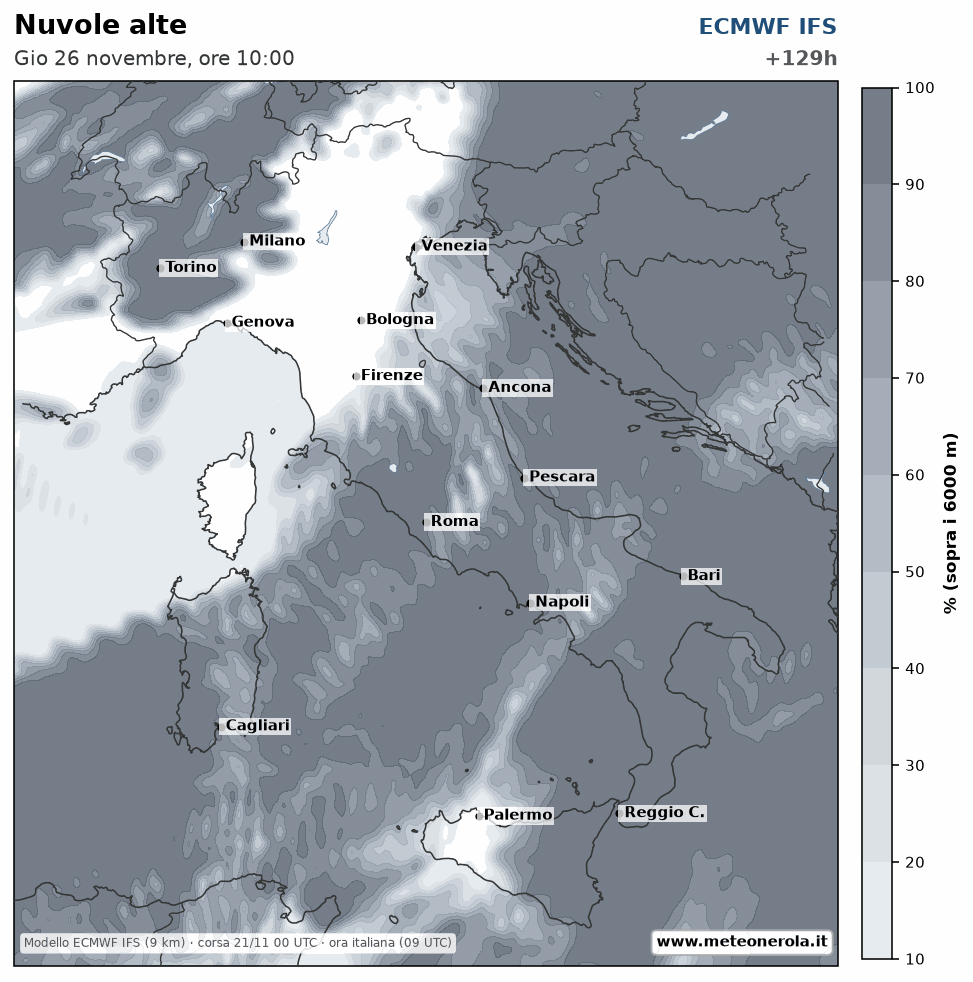 Nuvole alte
ECMWF IFS
Gio 26 novembre, ore 10:00
+129h
100
90
80
70
60
50
40
30
20
10
% (sopra i 6000 m)
Milano
Venezia
Torino
Genova
Bologna
Firenze
Ancona
Pescara
Roma
Bari
Napoli
Cagliari
Palermo
Reggio C.
Modello ECMWF IFS (9 km) · corsa 21/11 00 UTC · ora italiana (09 UTC)
www.meteonerola.it